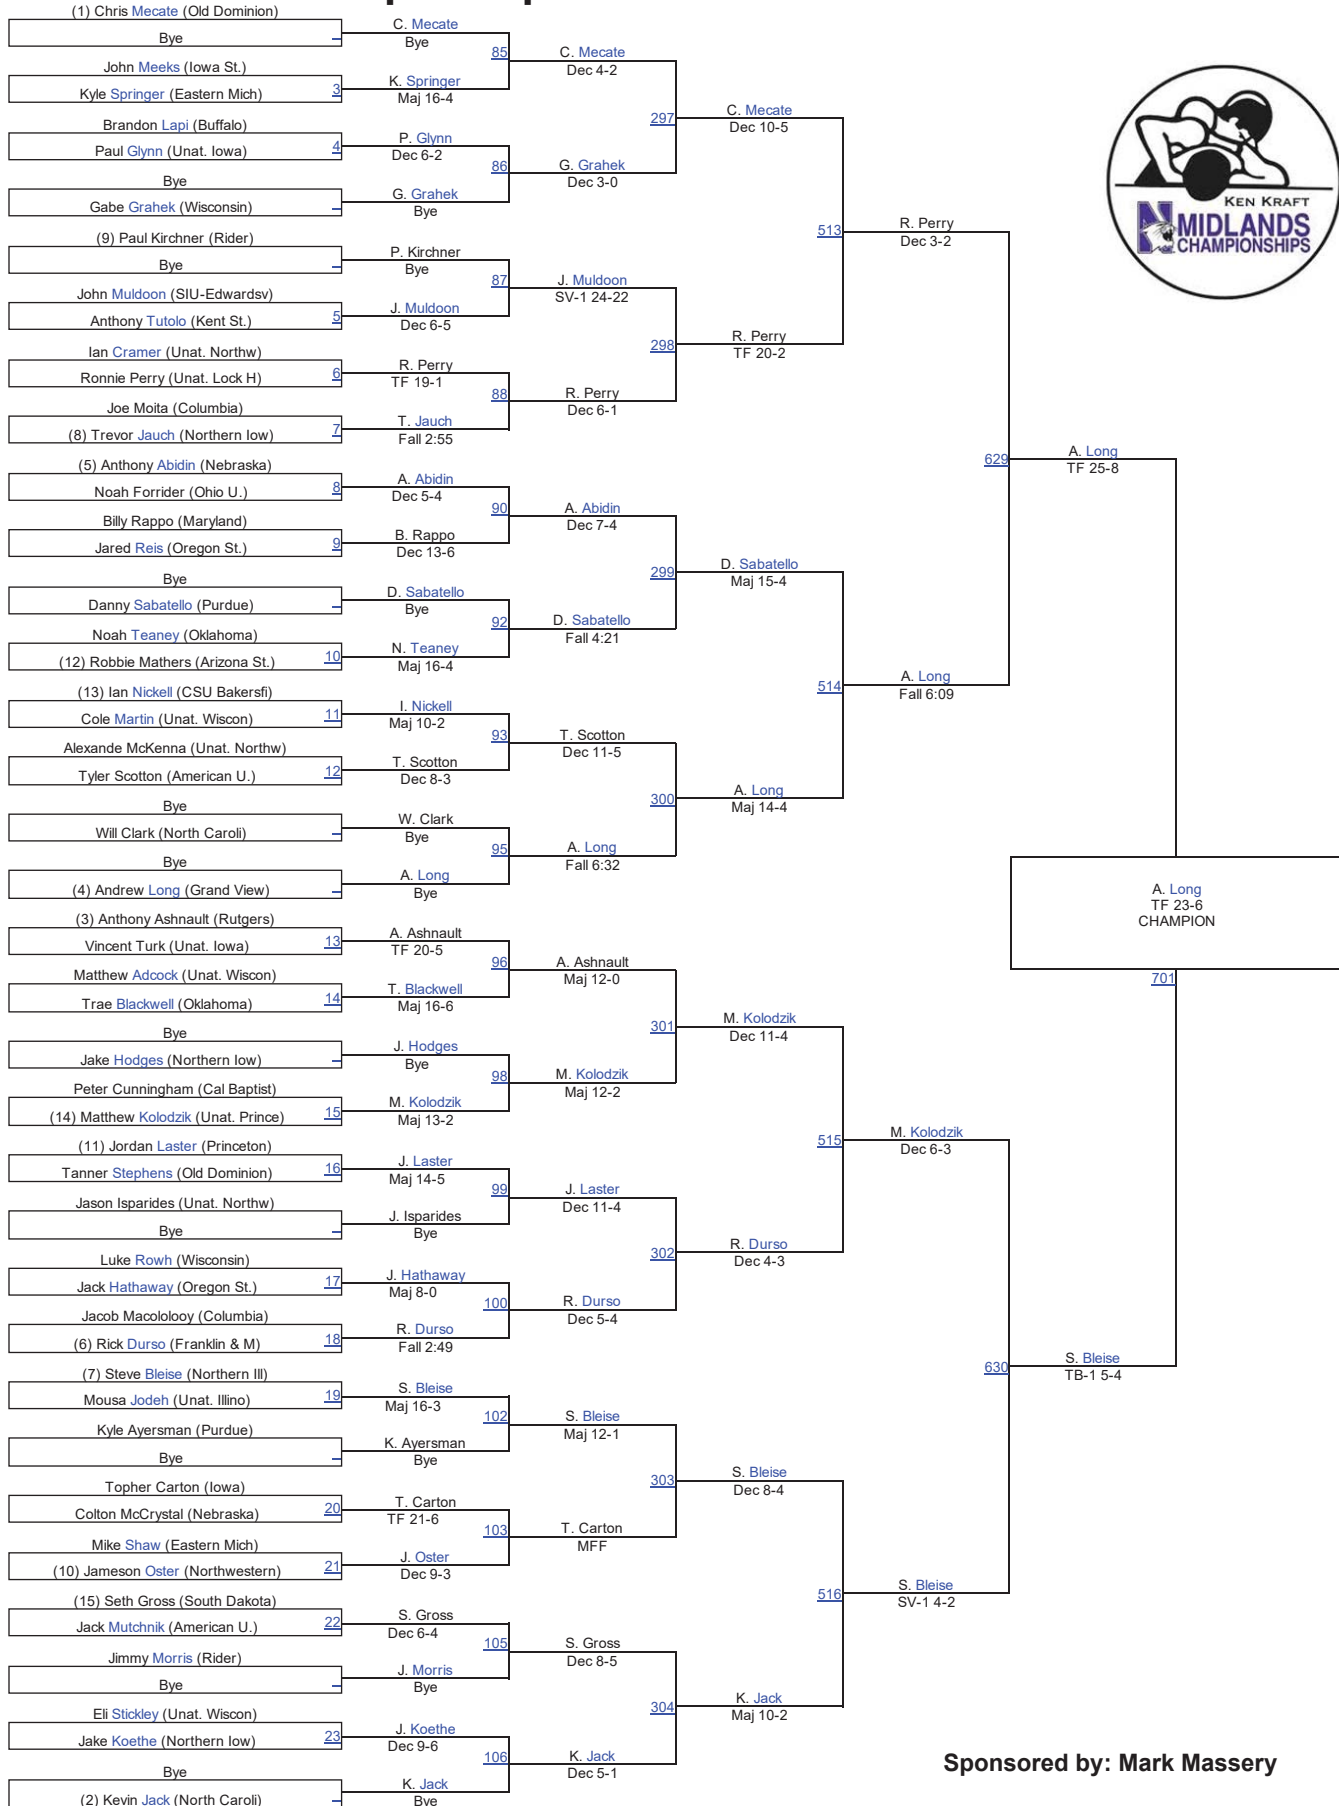 (1) Chris Mecate (Old Dominion)
Bye
John Meeks (Iowa St.)
3
Kyle Springer (Eastern Mich)
Brandon Lapi (Buffalo)
4
Paul Glynn (Unat. Iowa)
Bye
Gabe Grahek (Wisconsin)
(9) Paul Kirchner (Rider)
Bye
John Muldoon (SIU-Edwardsv)
5
Anthony Tutolo (Kent St.)
Ian Cramer (Unat. Northw)
6
Ronnie Perry (Unat. Lock H)
Joe Moita (Columbia)
7
(8) Trevor Jauch (Northern Iow)
(5) Anthony Abidin (Nebraska)
8
Noah Forrider (Ohio U.)
Billy Rappo (Maryland)
9
Jared Reis (Oregon St.)
Bye
Danny Sabatello (Purdue)
Noah Teaney (Oklahoma)
10
(12) Robbie Mathers (Arizona St.)
(13) Ian Nickell (CSU Bakersfi)
11
Cole Martin (Unat. Wiscon)
Alexande McKenna (Unat. Northw)
12
Tyler Scotton (American U.)
Bye
Will Clark (North Caroli)
Bye
(4) Andrew Long (Grand View)
(3) Anthony Ashnault (Rutgers)
13
Vincent Turk (Unat. Iowa)
Matthew Adcock (Unat. Wiscon)
14
Trae Blackwell (Oklahoma)
Bye
Jake Hodges (Northern Iow)
Peter Cunningham (Cal Baptist)
15
(14) Matthew Kolodzik (Unat. Prince)
(11) Jordan Laster (Princeton)
16
Tanner Stephens (Old Dominion)
Jason Isparides (Unat. Northw)
Bye
Luke Rowh (Wisconsin)
17
Jack Hathaway (Oregon St.)
Jacob Macololooy (Columbia)
18
(6) Rick Durso (Franklin & M)
(7) Steve Bleise (Northern Ill)
19
Mousa Jodeh (Unat. Illino)
Kyle Ayersman (Purdue)
Bye
Topher Carton (Iowa)
20
Colton McCrystal (Nebraska)
Mike Shaw (Eastern Mich)
21
(10) Jameson Oster (Northwestern)
(15) Seth Gross (South Dakota)
22
Jack Mutchnik (American U.)
Jimmy Morris (Rider)
Bye
Eli Stickley (Unat. Wiscon)
23
Jake Koethe (Northern Iow)
Bye
(2) Kevin Jack (North Caroli)
C. Mecate
Bye
85
K. Springer
Maj 16-4
P. Glynn
Dec 6-2
86
G. Grahek
Bye
P. Kirchner
Bye
87
J. Muldoon
Dec 6-5
R. Perry
TF 19-1
88
T. Jauch
Fall 2:55
A. Abidin
Dec 5-4
90
B. Rappo
Dec 13-6
D. Sabatello
Bye
92
N. Teaney
Maj 16-4
I. Nickell
Maj 10-2
93
T. Scotton
Dec 8-3
W. Clark
Bye
95
A. Long
Bye
A. Ashnault
TF 20-5
96
T. Blackwell
Maj 16-6
J. Hodges
Bye
98
M. Kolodzik
Maj 13-2
J. Laster
Maj 14-5
99
J. Isparides
Bye
J. Hathaway
Maj 8-0
100
R. Durso
Fall 2:49
S. Bleise
Maj 16-3
102
K. Ayersman
Bye
T. Carton
TF 21-6
103
J. Oster
Dec 9-3
S. Gross
Dec 6-4
105
J. Morris
Bye
J. Koethe
Dec 9-6
106
K. Jack
Bye
C. Mecate
Dec 4-2
297
G. Grahek
Dec 3-0
J. Muldoon
SV-1 24-22
298
R. Perry
Dec 6-1
A. Abidin
Dec 7-4
299
D. Sabatello
Fall 4:21
T. Scotton
Dec 11-5
300
A. Long
Fall 6:32
A. Ashnault
Maj 12-0
301
M. Kolodzik
Maj 12-2
J. Laster
Dec 11-4
302
R. Durso
Dec 5-4
S. Bleise
Maj 12-1
303
T. Carton
MFF
S. Gross
Dec 8-5
304
K. Jack
Dec 5-1
C. Mecate
Dec 10-5
513
R. Perry
TF 20-2
D. Sabatello
Maj 15-4
514
A. Long
Maj 14-4
M. Kolodzik
Dec 11-4
515
R. Durso
Dec 4-3
S. Bleise
Dec 8-4
516
K. Jack
Maj 10-2
R. Perry
Dec 3-2
629
A. Long
Fall 6:09
M. Kolodzik
Dec 6-3
630
S. Bleise
SV-1 4-2
A. Long
TF 25-8
S. Bleise
TB-1 5-4
A. Long
TF 23-6
CHAMPION
701
KEN KRAFT
N MIDLANDS
CHAMPIONSHIPS
Sponsored by: Mark Massery